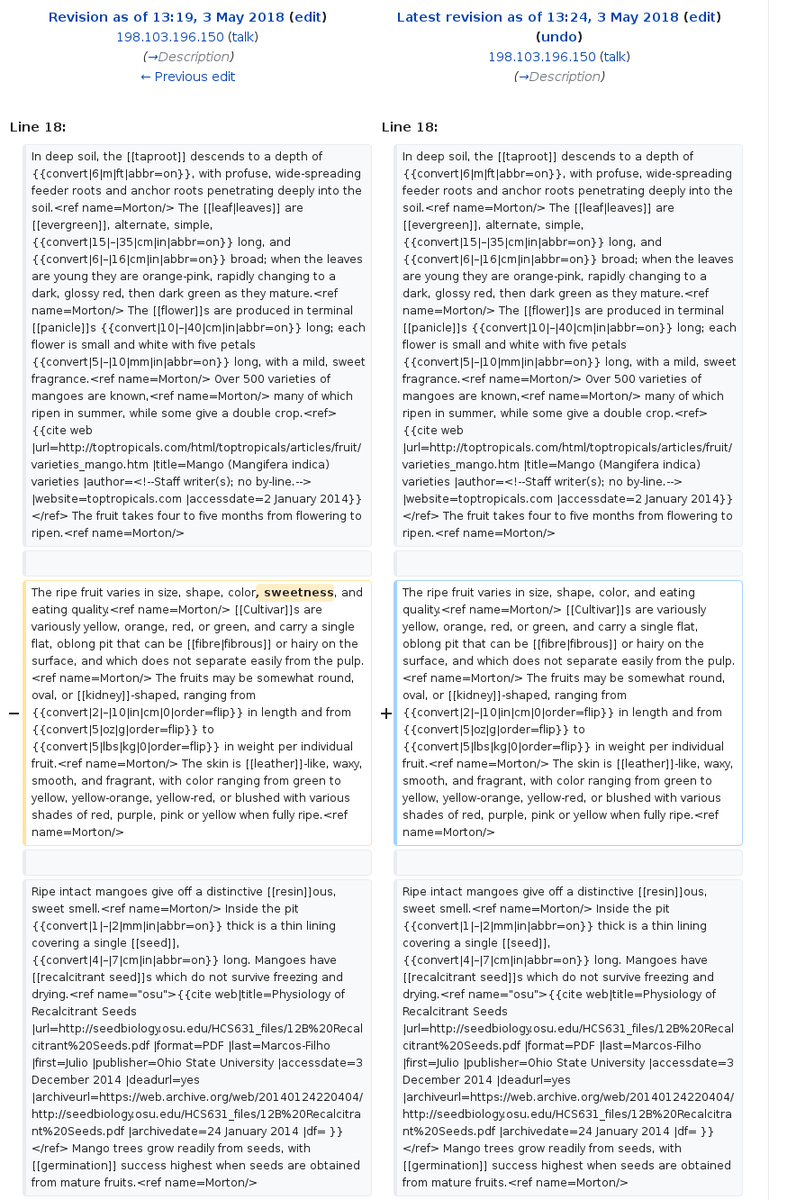 Revision as of 13:19, 3 May 2018 (edit)
198.103.196.150 (talk)
(→Description)
← Previous edit
Latest revision as of 13:24, 3 May 2018 (edit)
(undo)
198.103.196.150 (talk)
(→Description)
Line 18:
In deep soil, the [[taproot]] descends to a depth of
{{convert|6|m|ft|abbr=on}}, with profuse, wide-spreading
feeder roots and anchor roots penetrating deeply into the
soil.<ref name=Morton/> The [[leaf|leaves]] are
[[evergreen]], alternate, simple,
{{convert|15|–|35|cm|in|abbr=on}} long, and
{{convert|6|–|16|cm|in|abbr=on}} broad; when the leaves
are young they are orange-pink, rapidly changing to a
dark, glossy red, then dark green as they mature.<ref
name=Morton/> The [[flower]]s are produced in terminal
[[panicle]]s {{convert|10|–|40|cm|in|abbr=on}} long; each
flower is small and white with five petals
{{convert|5|–|10|mm|in|abbr=on}} long, with a mild, sweet
fragrance.<ref name=Morton/> Over 500 varieties of
mangoes are known,<ref name=Morton/> many of which
ripen in summer, while some give a double crop.<ref>
{{cite web
|url=http://toptropicals.com/html/toptropicals/articles/fruit/
varieties_mango.htm |title=Mango (Mangifera indica)
varieties |author=<!--Staff writer(s); no by-line.-->
|website=toptropicals.com |accessdate=2 January 2014}}
</ref> The fruit takes four to five months from flowering to
ripen.<ref name=Morton/>
−
The ripe fruit varies in size, shape, color, sweetness, and
eating quality.<ref name=Morton/> [[Cultivar]]s are
variously yellow, orange, red, or green, and carry a single
flat, oblong pit that can be [[fibre|fibrous]] or hairy on the
surface, and which does not separate easily from the pulp.
<ref name=Morton/> The fruits may be somewhat round,
oval, or [[kidney]]-shaped, ranging from
{{convert|2|–|10|in|cm|0|order=flip}} in length and from
{{convert|5|oz|g|order=flip}} to
{{convert|5|lbs|kg|0|order=flip}} in weight per individual
fruit.<ref name=Morton/> The skin is [[leather]]-like, waxy,
smooth, and fragrant, with color ranging from green to
yellow, yellow-orange, yellow-red, or blushed with various
shades of red, purple, pink or yellow when fully ripe.<ref
name=Morton/>
Ripe intact mangoes give off a distinctive [[resin]]ous,
sweet smell.<ref name=Morton/> Inside the pit
{{convert|1|–|2|mm|in|abbr=on}} thick is a thin lining
covering a single [[seed]],
{{convert|4|–|7|cm|in|abbr=on}} long. Mangoes have
[[recalcitrant seed]]s which do not survive freezing and
drying.<ref name="osu">{{cite web|title=Physiology of
Recalcitrant Seeds
|url=http://seedbiology.osu.edu/HCS631_files/12B%20Recal
citrant%20Seeds.pdf |format=PDF |last=Marcos-Filho
|first=Julio |publisher=Ohio State University |accessdate=3
December 2014 |deadurl=yes
|archiveurl=https://web.archive.org/web/20140124220404/
http://seedbiology.osu.edu/HCS631_files/12B%20Recalcitra
nt%20Seeds.pdf |archivedate=24 January 2014 |df= }}
</ref> Mango trees grow readily from seeds, with
[[germination]] success highest when seeds are obtained
from mature fruits.<ref name=Morton/>
Line 18:
In deep soil, the [[taproot]] descends to a depth of
{{convert|6|m|ft|abbr=on}}, with profuse, wide-spreading
feeder roots and anchor roots penetrating deeply into the
soil.<ref name=Morton/> The [[leaf|leaves]] are
[[evergreen]], alternate, simple,
{{convert|15|–|35|cm|in|abbr=on}} long, and
{{convert|6|–|16|cm|in|abbr=on}} broad; when the leaves
are young they are orange-pink, rapidly changing to a
dark, glossy red, then dark green as they mature.<ref
name=Morton/> The [[flower]]s are produced in terminal
[[panicle]]s {{convert|10|–|40|cm|in|abbr=on}} long; each
flower is small and white with five petals
{{convert|5|–|10|mm|in|abbr=on}} long, with a mild, sweet
fragrance.<ref name=Morton/> Over 500 varieties of
mangoes are known,<ref name=Morton/> many of which
ripen in summer, while some give a double crop.<ref>
{{cite web
|url=http://toptropicals.com/html/toptropicals/articles/fruit/
varieties_mango.htm |title=Mango (Mangifera indica)
varieties |author=<!--Staff writer(s); no by-line.-->
|website=toptropicals.com |accessdate=2 January 2014}}
</ref> The fruit takes four to five months from flowering to
ripen.<ref name=Morton/>
+
The ripe fruit varies in size, shape, color, and eating
quality.<ref name=Morton/> [[Cultivar]]s are variously
yellow, orange, red, or green, and carry a single flat,
oblong pit that can be [[fibre|fibrous]] or hairy on the
surface, and which does not separate easily from the pulp.
<ref name=Morton/> The fruits may be somewhat round,
oval, or [[kidney]]-shaped, ranging from
{{convert|2|–|10|in|cm|0|order=flip}} in length and from
{{convert|5|oz|g|order=flip}} to
{{convert|5|lbs|kg|0|order=flip}} in weight per individual
fruit.<ref name=Morton/> The skin is [[leather]]-like, waxy,
smooth, and fragrant, with color ranging from green to
yellow, yellow-orange, yellow-red, or blushed with various
shades of red, purple, pink or yellow when fully ripe.<ref
name=Morton/>
Ripe intact mangoes give off a distinctive [[resin]]ous,
sweet smell.<ref name=Morton/> Inside the pit
{{convert|1|–|2|mm|in|abbr=on}} thick is a thin lining
covering a single [[seed]],
{{convert|4|–|7|cm|in|abbr=on}} long. Mangoes have
[[recalcitrant seed]]s which do not survive freezing and
drying.<ref name="osu">{{cite web|title=Physiology of
Recalcitrant Seeds
|url=http://seedbiology.osu.edu/HCS631_files/12B%20Recal
citrant%20Seeds.pdf |format=PDF |last=Marcos-Filho
|first=Julio |publisher=Ohio State University |accessdate=3
December 2014 |deadurl=yes
|archiveurl=https://web.archive.org/web/20140124220404/
http://seedbiology.osu.edu/HCS631_files/12B%20Recalcitra
nt%20Seeds.pdf |archivedate=24 January 2014 |df= }}
</ref> Mango trees grow readily from seeds, with
[[germination]] success highest when seeds are obtained
from mature fruits.<ref name=Morton/>